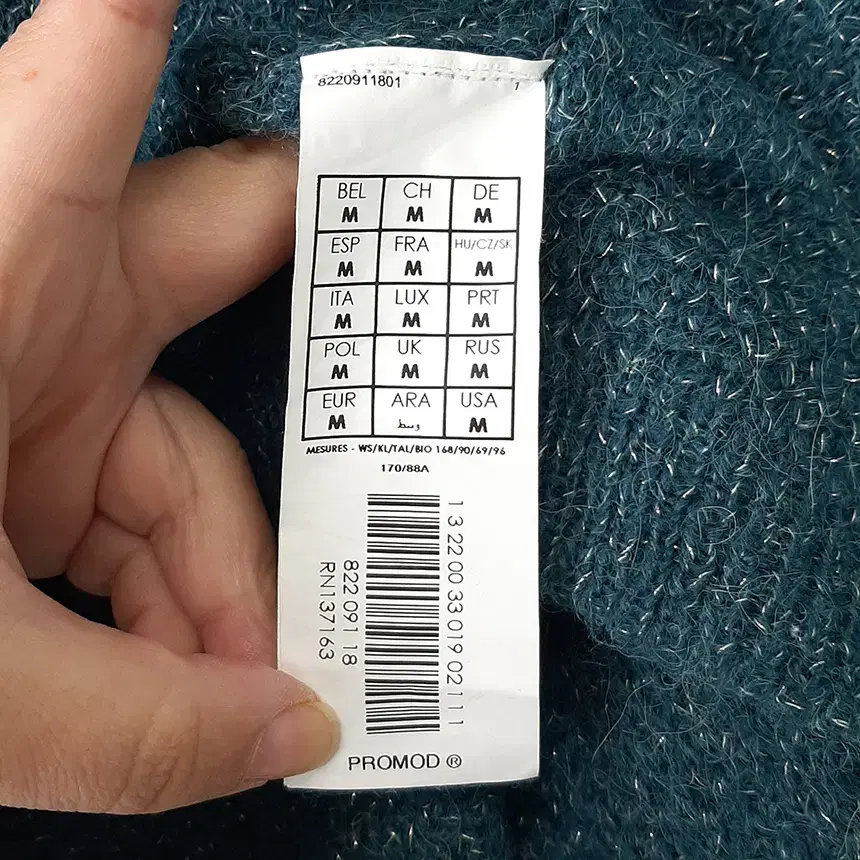 8220911801 1
BEL CH DE
M M M
ESP FRA HU/CZ/SK
M M M
ITA LUX PRT
M M M
POL UK RUS
M M M
EUR ARA USA
M وسط M
MESURES - WS/KL/TAL/BIO 168/90/69/96
170/88A
1 3 22 00 33 019 02 1 1 1
822 091 18
RN137163
PROMOD ®